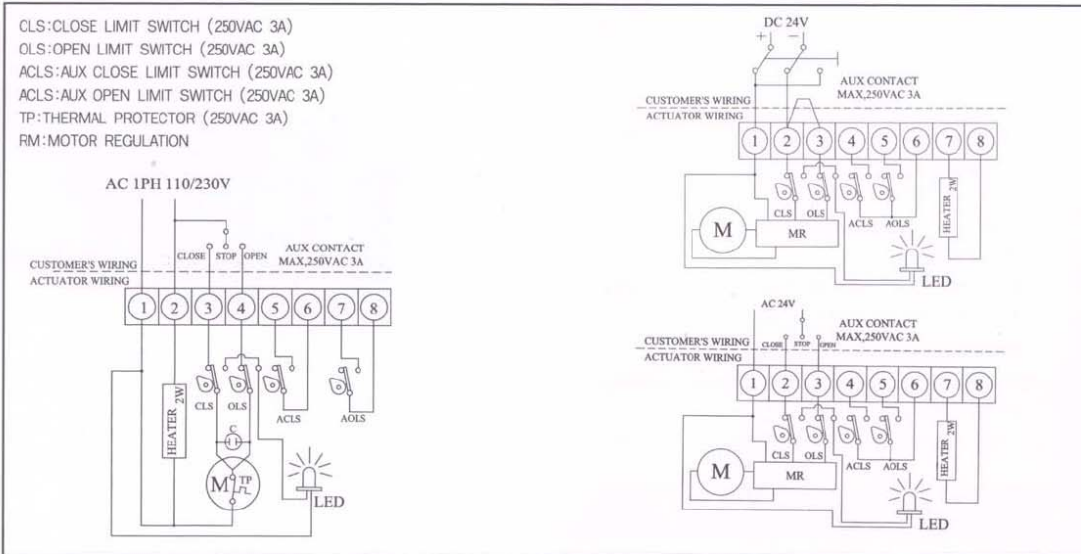 CLS:CLOSE LIMIT SWITCH (250VAC 3A)
OLS:OPEN LIMIT SWITCH (250VAC 3A)
ACLS:AUX CLOSE LIMIT SWITCH (250VAC 3A)
ACLS:AUX OPEN LIMIT SWITCH (250VAC 3A)
TP:THERMAL PROTECTOR (250VAC 3A)
RM:MOTOR REGULATION
AC 1PH 110/230V
CLOSE STOP OPEN
AUX CONTACT
MAX,250VAC 3A
CUSTOMER'S WIRING
ACTUATOR WIRING
1 2 3 4 5 6 7 8
CLS OLS ACLS AOLS
HEATER 2W
C
M TP
LED
DC 24V
+ −
AUX CONTACT
MAX,250VAC 3A
CUSTOMER'S WIRING
ACTUATOR WIRING
1 2 3 4 5 6 7 8
CLS OLS ACLS AOLS
M MR
HEATER 2W
LED
AC 24V
CLOSE STOP OPEN
AUX CONTACT
MAX,250VAC 3A
CUSTOMER'S WIRING
ACTUATOR WIRING
1 2 3 4 5 6 7 8
CLS OLS ACLS AOLS
M MR
HEATER 2W
LED